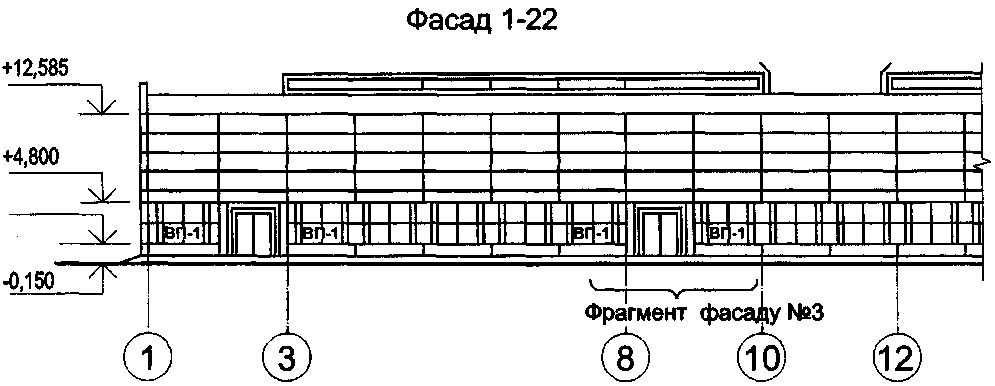 Фасад 1-22
+12,585
+4,800
ВП-1 ВП-1 ВП-1 ВП-1
-0,150
Фрагмент фасаду №3
1 3 8 10 12